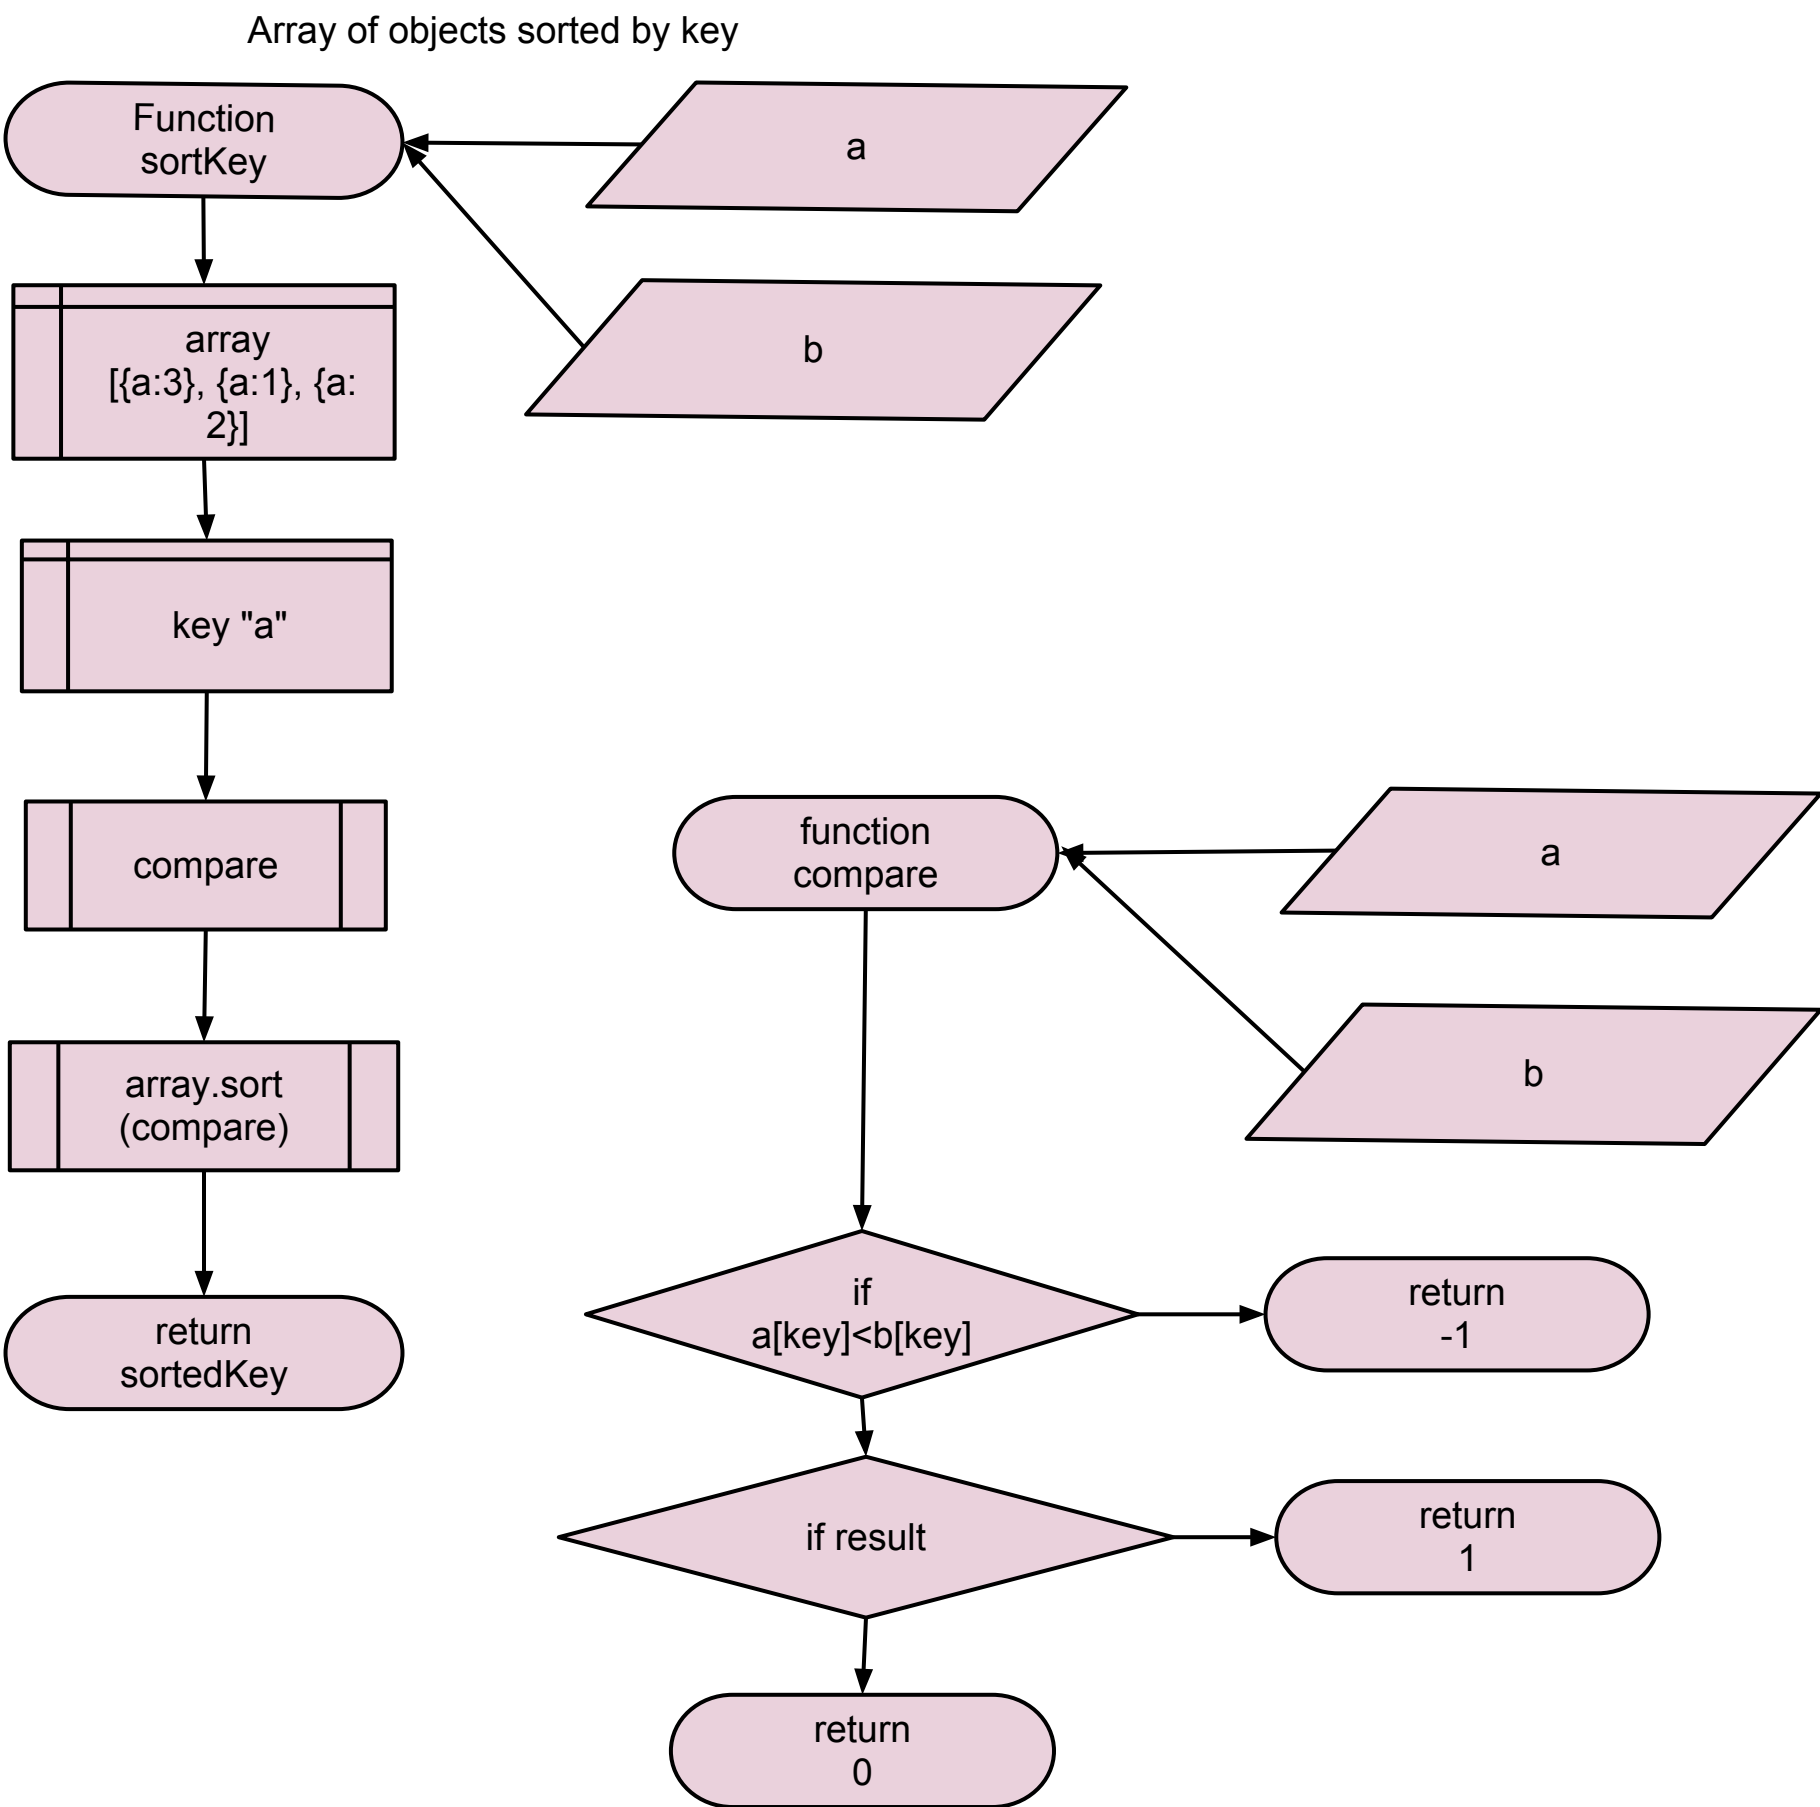 Array of objects sorted by key
Function
sortKey
a
b
array
[{a:3}, {a:1}, {a:
2}]
key "a"
compare
array.sort
(compare)
return
sortedKey
function
compare
a
b
if
a[key]<b[key]
return
-1
if result
return
1
return
0